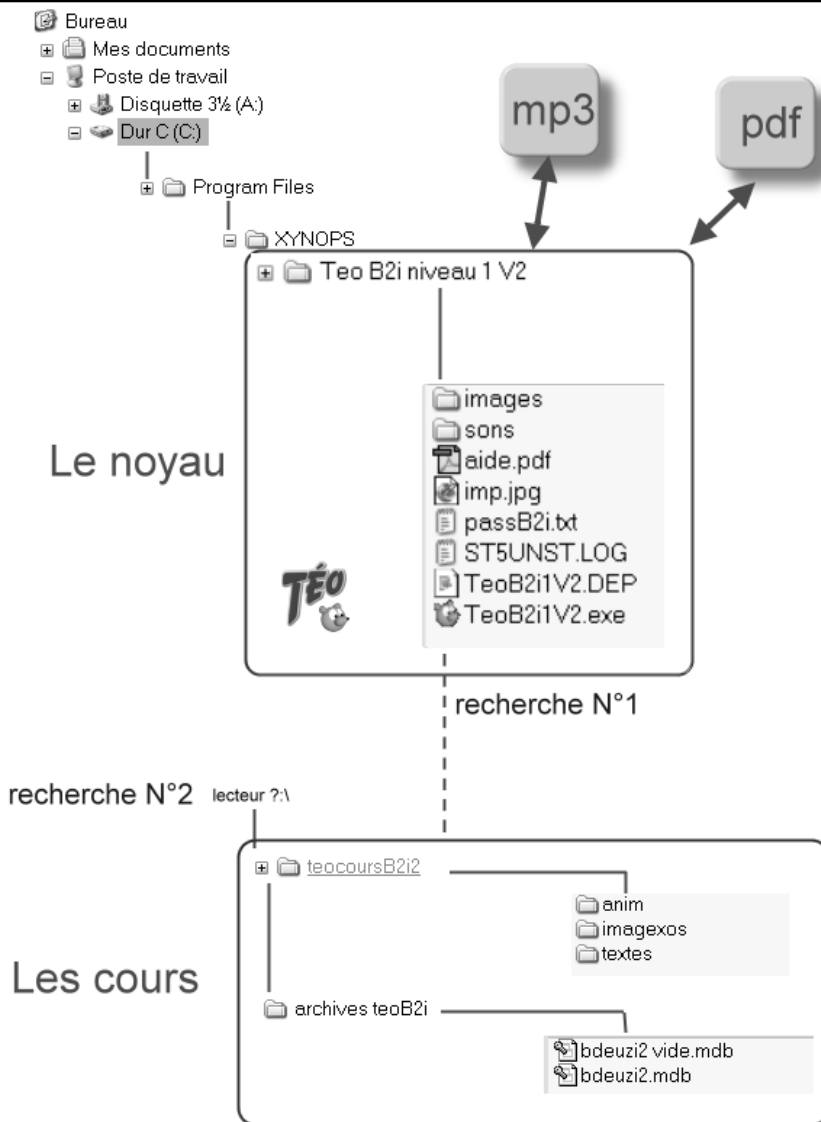 Bureau
Mes documents
Poste de travail
Disquette 3½ (A:)
Dur C (C:)
mp3
pdf
Program Files
XYNOPS
Teo B2i niveau 1 V2
images
sons
aide.pdf
imp.jpg
passB2i.txt
ST5UNST.LOG
TeoB2i1V2.DEP
TeoB2i1V2.exe
Le noyau
TÉO
recherche N°1
recherche N°2 lecteur ?:\
teocoursB2i2
anim
imagexos
textes
Les cours
archives teoB2i
bdeuzi2 vide.mdb
bdeuzi2.mdb